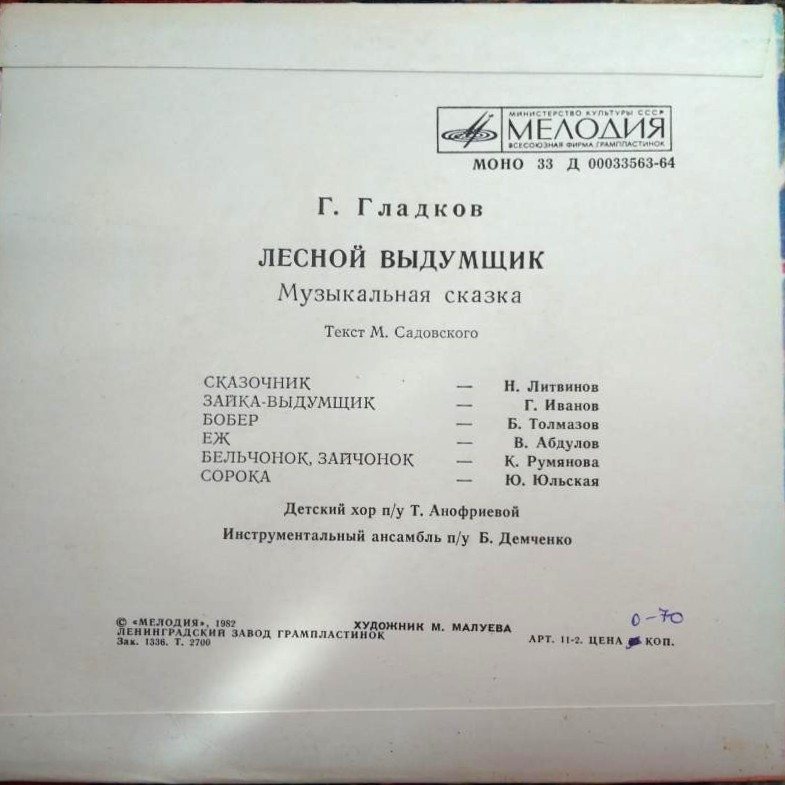 МИНИСТЕРСТВО КУЛЬТУРЫ СССР
МЕЛОДИЯ
ВСЕСОЮЗНАЯ ФИРМА ГРАМПЛАСТИНОК
МОНО 33 Д 00033563-64
Г. Гладков
ЛЕСНОЙ ВЫДУМЩИК
Музыкальная сказка
Текст М. Садовского
СКАЗОЧНИК — Н. Литвинов
ЗАЙКА-ВЫДУМЩИК — Г. Иванов
БОБЕР — Б. Толмазов
ЕЖ — В. Абдулов
БЕЛЬЧОНОК, ЗАЙЧОНОК — К. Румянова
СОРОКА — Ю. Юльская
Детский хор п/у Т. Анофриевой
Инструментальный ансамбль п/у Б. Демченко
© «МЕЛОДИЯ», 1982
ЛЕНИНГРАДСКИЙ ЗАВОД ГРАМПЛАСТИНОК
Зак. 1336. Т. 2700
ХУДОЖНИК М. МАЛУЕВА
0-70
АРТ. 11-2. ЦЕНА КОП.